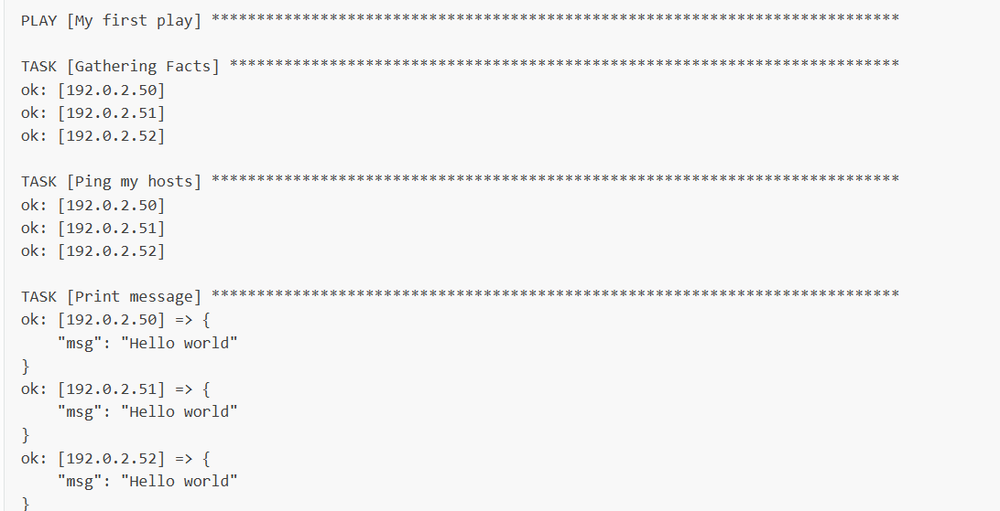 PLAY [My first play] ****************************************************************************
TASK [Gathering Facts] **************************************************************************
ok: [192.0.2.50]
ok: [192.0.2.51]
ok: [192.0.2.52]
TASK [Ping my hosts] ****************************************************************************
ok: [192.0.2.50]
ok: [192.0.2.51]
ok: [192.0.2.52]
TASK [Print message] ****************************************************************************
ok: [192.0.2.50] => {
    "msg": "Hello world"
}
ok: [192.0.2.51] => {
    "msg": "Hello world"
}
ok: [192.0.2.52] => {
    "msg": "Hello world"
}